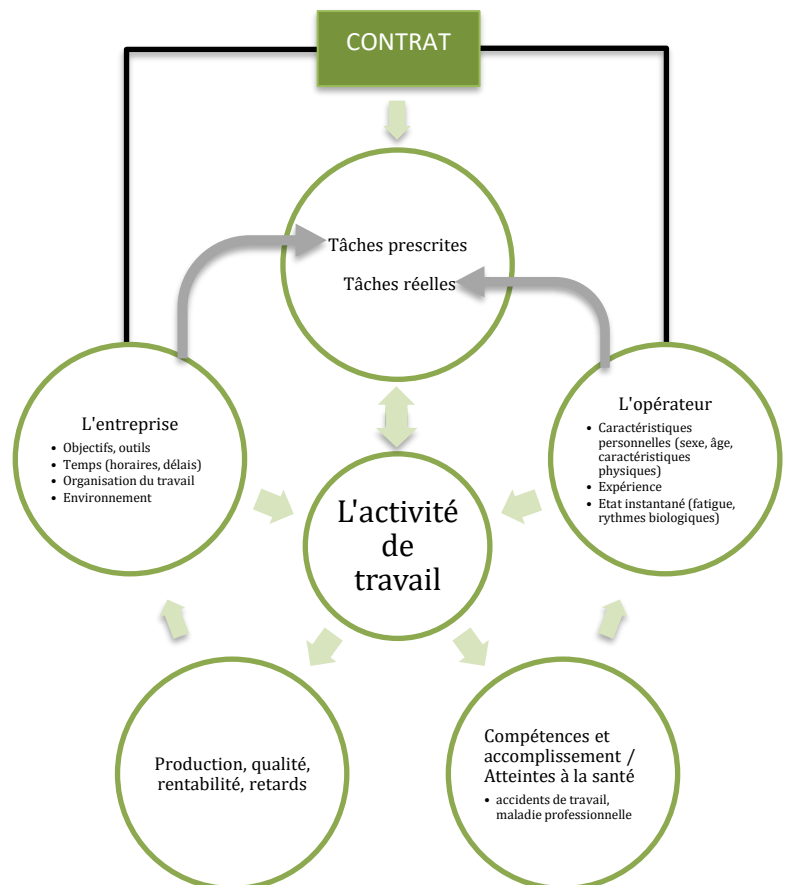 CONTRAT
Tâches prescrites
Tâches réelles
L'entreprise
• Objectifs, outils
• Temps (horaires, délais)
• Organisation du travail
• Environnement
L'opérateur
• Caractéristiques
personnelles (sexe, âge,
caractéristiques
physiques)
• Expérience
• Etat instantané (fatigue,
rythmes biologiques)
L'activité
de
travail
Production, qualité,
rentabilité, retards
Compétences et
accomplissement /
Atteintes à la santé
• accidents de travail,
maladie professionnelle